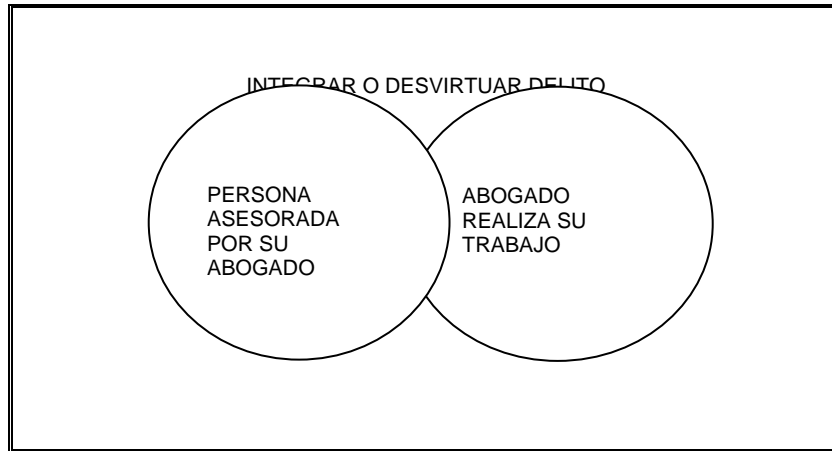 INTEGRAR O DESVIRTUAR DELITO
PERSONA
ASESORADA
POR SU
ABOGADO
ABOGADO
REALIZA SU
TRABAJO